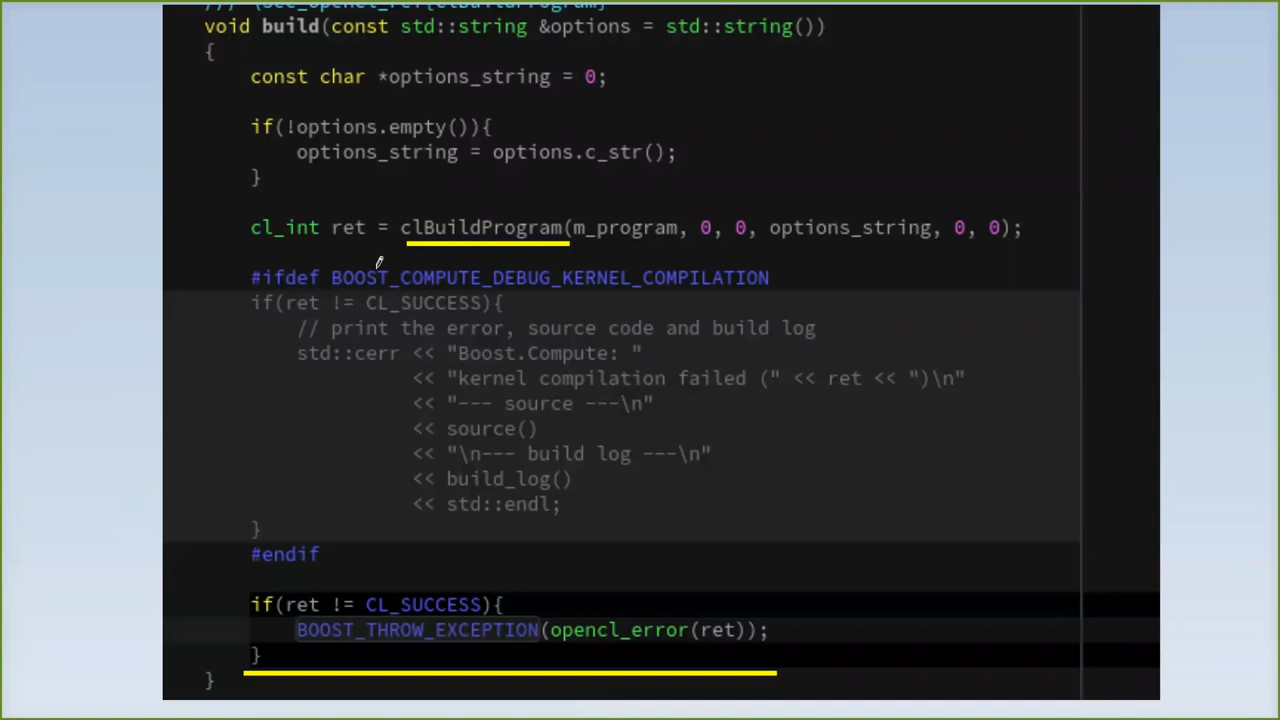 /// \see_opencl_ref{clBuildProgram}
void build(const std::string &options = std::string())
{
const char *options_string = 0;
if(!options.empty()){
options_string = options.c_str();
}
cl_int ret = clBuildProgram(m_program, 0, 0, options_string, 0, 0);
#ifdef BOOST_COMPUTE_DEBUG_KERNEL_COMPILATION
if(ret != CL_SUCCESS){
// print the error, source code and build log
std::cerr << "Boost.Compute: "
<< "kernel compilation failed (" << ret << ")\n"
<< "--- source ---\n"
<< source()
<< "\n--- build log ---\n"
<< build_log()
<< std::endl;
}
#endif
if(ret != CL_SUCCESS){
BOOST_THROW_EXCEPTION(opencl_error(ret));
}
}